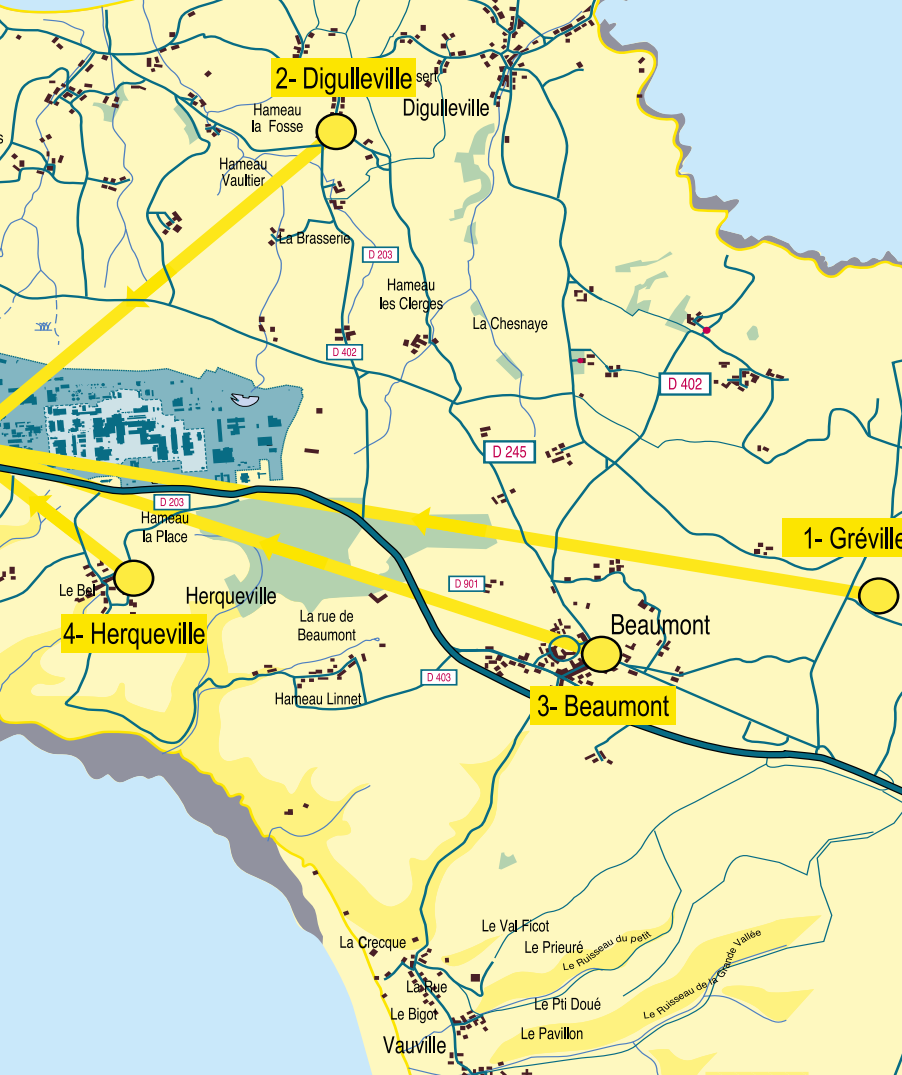 2- Digulleville
sert
Digulleville
Hameau
la Fosse
Hameau
Vaultier
s
La Brasserie
D 203
Hameau
les Clerges
La Chesnaye
D 402
D 402
D 245
D 203
Hameau
la Place
1- Gréville
Le Bel
Herqueville
D 901
4- Herqueville
La rue de
Beaumont
Beaumont
D 403
Hameau Linnet
3- Beaumont
Le Val Ficot
La Crecque
Le Prieuré
Le Ruisseau du petit
Le Ruisseau de la Grande Vallée
La Rue
Le Bigot
Le Pti Doué
Le Pavillon
Vauville